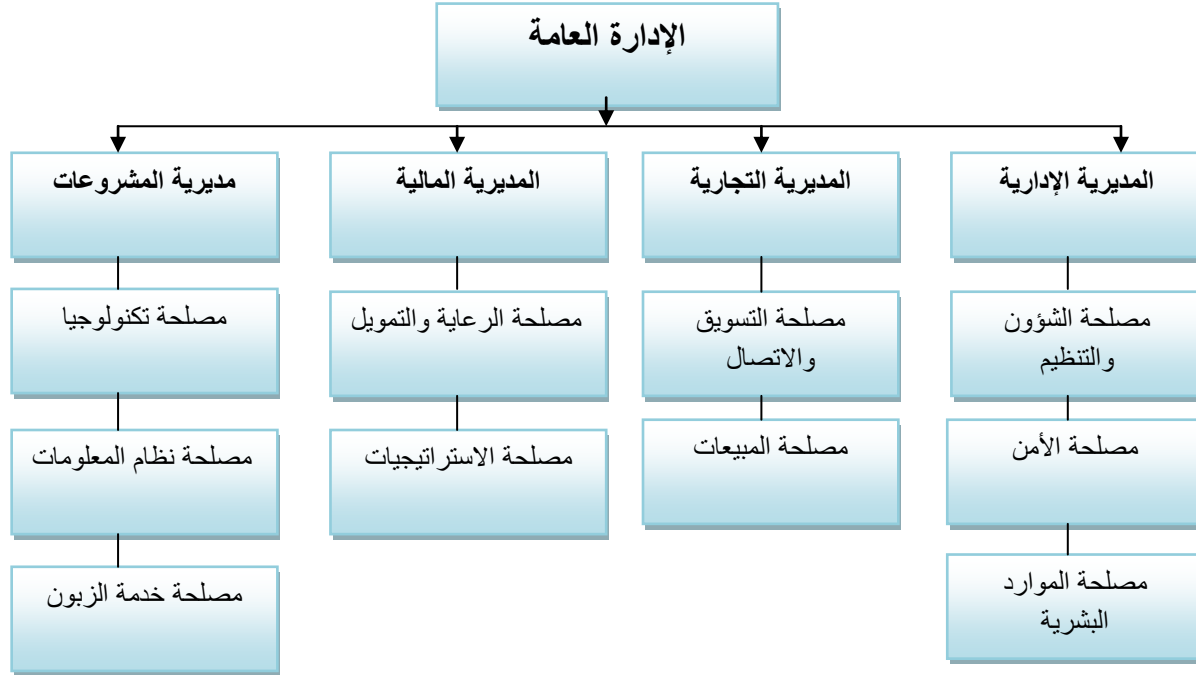 الإدارة العامة
المديرية الإدارية
المديرية التجارية
المديرية المالية
مديرية المشروعات
مصلحة الشؤون
والتنظيم
مصلحة التسويق
والاتصال
مصلحة الرعاية والتمويل
مصلحة تكنولوجيا
مصلحة الأمن
مصلحة المبيعات
مصلحة الاستراتيجيات
مصلحة نظام المعلومات
مصلحة الموارد
البشرية
مصلحة خدمة الزبون